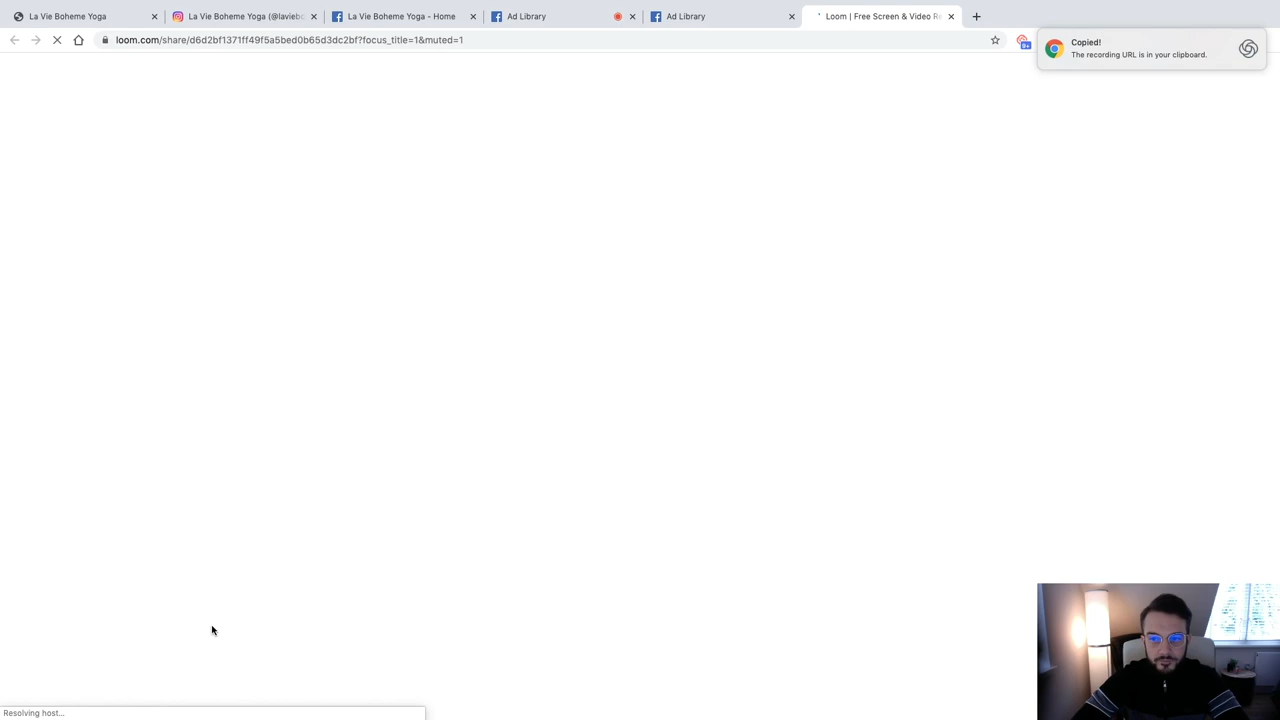 La Vie Boheme Yoga
La Vie Boheme Yoga (@laviebo
La Vie Boheme Yoga - Home
Ad Library
Ad Library
Loom | Free Screen & Video Re
loom.com/share/d6d2bf1371ff49f5a5bed0b65d3dc2bf?focus_title=1&muted=1
9+
Copied!
The recording URL is in your clipboard.
Resolving host...